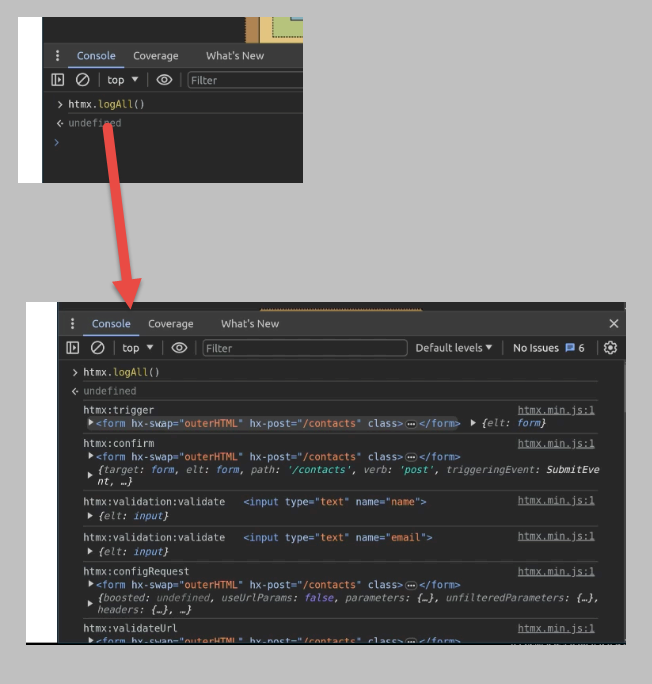 Console Coverage What's New
top ▼ Filter
> htmx.logAll()
<· undefined
>
Console Coverage What's New ×
top ▼ Filter Default levels ▼ No Issues 6
> htmx.logAll()
<· undefined
htmx:trigger htmx.min.js:1
▶<form hx-swap="outerHTML" hx-post="/contacts" class>…</form> ▶ {elt: form}
htmx:confirm htmx.min.js:1
▶<form hx-swap="outerHTML" hx-post="/contacts" class>…</form>
▶ {target: form, elt: form, path: '/contacts', verb: 'post', triggeringEvent: SubmitEve
nt, …}
htmx:validation:validate <input type="text" name="name"> htmx.min.js:1
▶ {elt: input}
htmx:validation:validate <input type="text" name="email"> htmx.min.js:1
▶ {elt: input}
htmx:configRequest htmx.min.js:1
▶<form hx-swap="outerHTML" hx-post="/contacts" class>…</form>
▶ {boosted: undefined, useUrlParams: false, parameters: {…}, unfilteredParameters: {…},
headers: {…}, …}
htmx:validateUrl htmx.min.js:1
▶<form hx-swap="outerHTML" hx-post="/contacts" class>…</form>